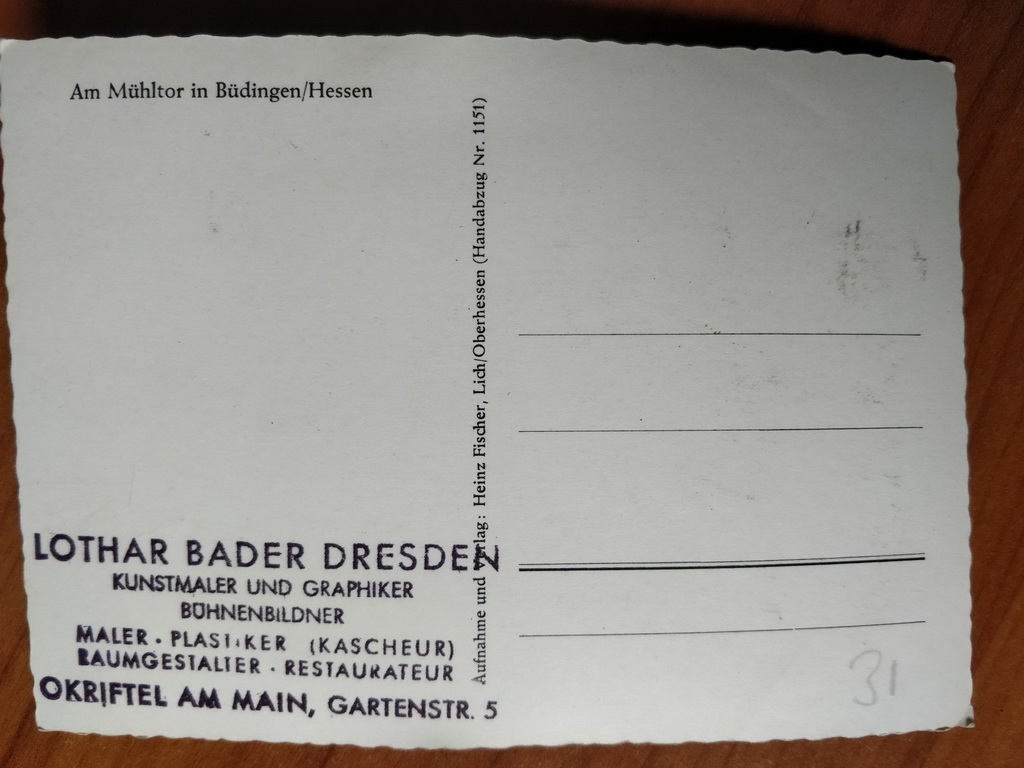 Am Mühltor in Büdingen/Hessen
Aufnahme und Verlag: Heinz Fischer, Lich/Oberhessen (Handabzug Nr. 1151)
LOTHAR BADER DRESDEN
KUNSTMALER UND GRAPHIKER
BÜHNENBILDNER
MALER · PLASTIKER (KASCHEUR)
RAUMGESTALTER · RESTAURATEUR
OKRIFTEL AM MAIN, GARTENSTR. 5
31